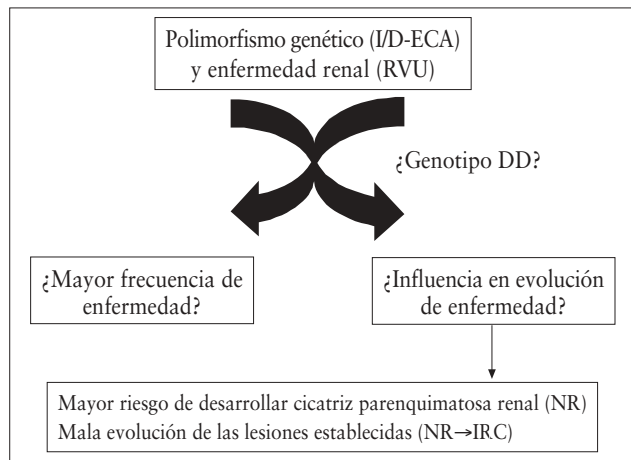 Polimorfismo genético (I/D-ECA)
y enfermedad renal (RVU)
¿Genotipo DD?
¿Mayor frecuencia de
enfermedad?
¿Influencia en evolución
de enfermedad?
Mayor riesgo de desarrollar cicatriz parenquimatosa renal (NR)
Mala evolución de las lesiones establecidas (NR→IRC)